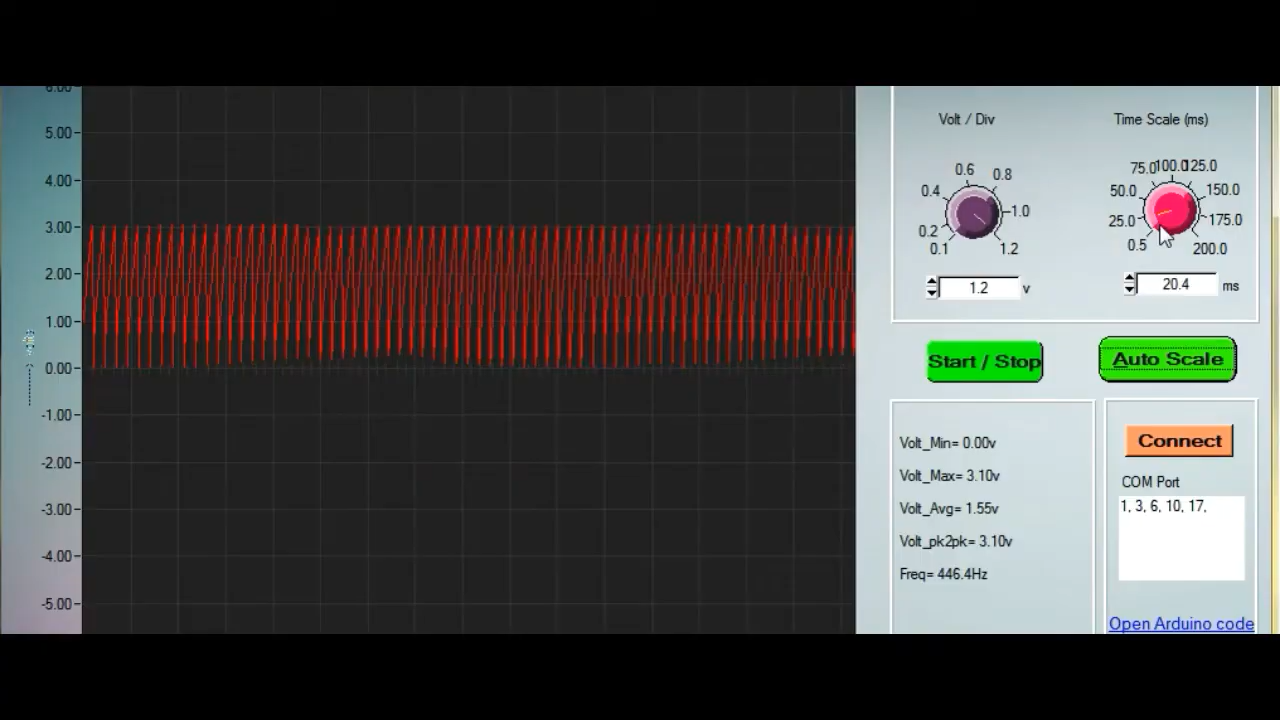 6.00
5.00
4.00
3.00
2.00
1.00
0.00
-1.00
-2.00
-3.00
-4.00
-5.00
Volt / Div
0.1
0.2
0.4
0.6
0.8
1.0
1.2
1.2 v
Time Scale (ms)
0.5
25.0
50.0
75.0
100.0
125.0
150.0
175.0
200.0
20.4 ms
Start / Stop
Auto Scale
Volt_Min= 0.00v
Volt_Max= 3.10v
Volt_Avg= 1.55v
Volt_pk2pk= 3.10v
Freq= 446.4Hz
Connect
COM Port
1, 3, 6, 10, 17,
Open Arduino code